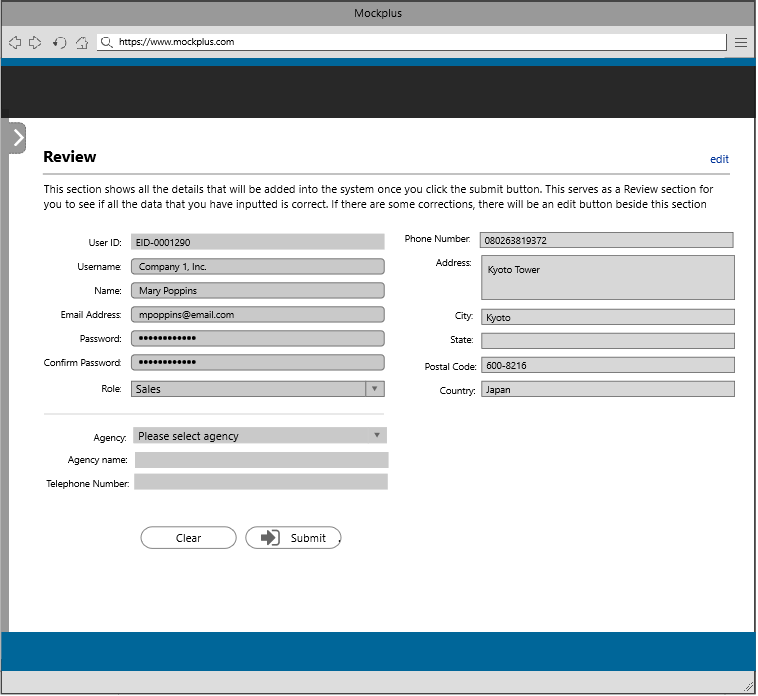 Mockplus
https://www.mockplus.com
Review
edit
This section shows all the details that will be added into the system once you click the submit button. This serves as a Review section for
you to see if all the data that you have inputted is correct. If there are some corrections, there will be an edit button beside this section
User ID: EID-0001290
Username: Company 1, Inc.
Name: Mary Poppins
Email Address: mpoppins@email.com
Password: ••••••••••••
Confirm Password: ••••••••••••
Role: Sales
Agency: Please select agency
Agency name:
Telephone Number:
Phone Number: 080263819372
Address: Kyoto Tower
City: Kyoto
State:
Postal Code: 600-8216
Country: Japan
Clear
Submit